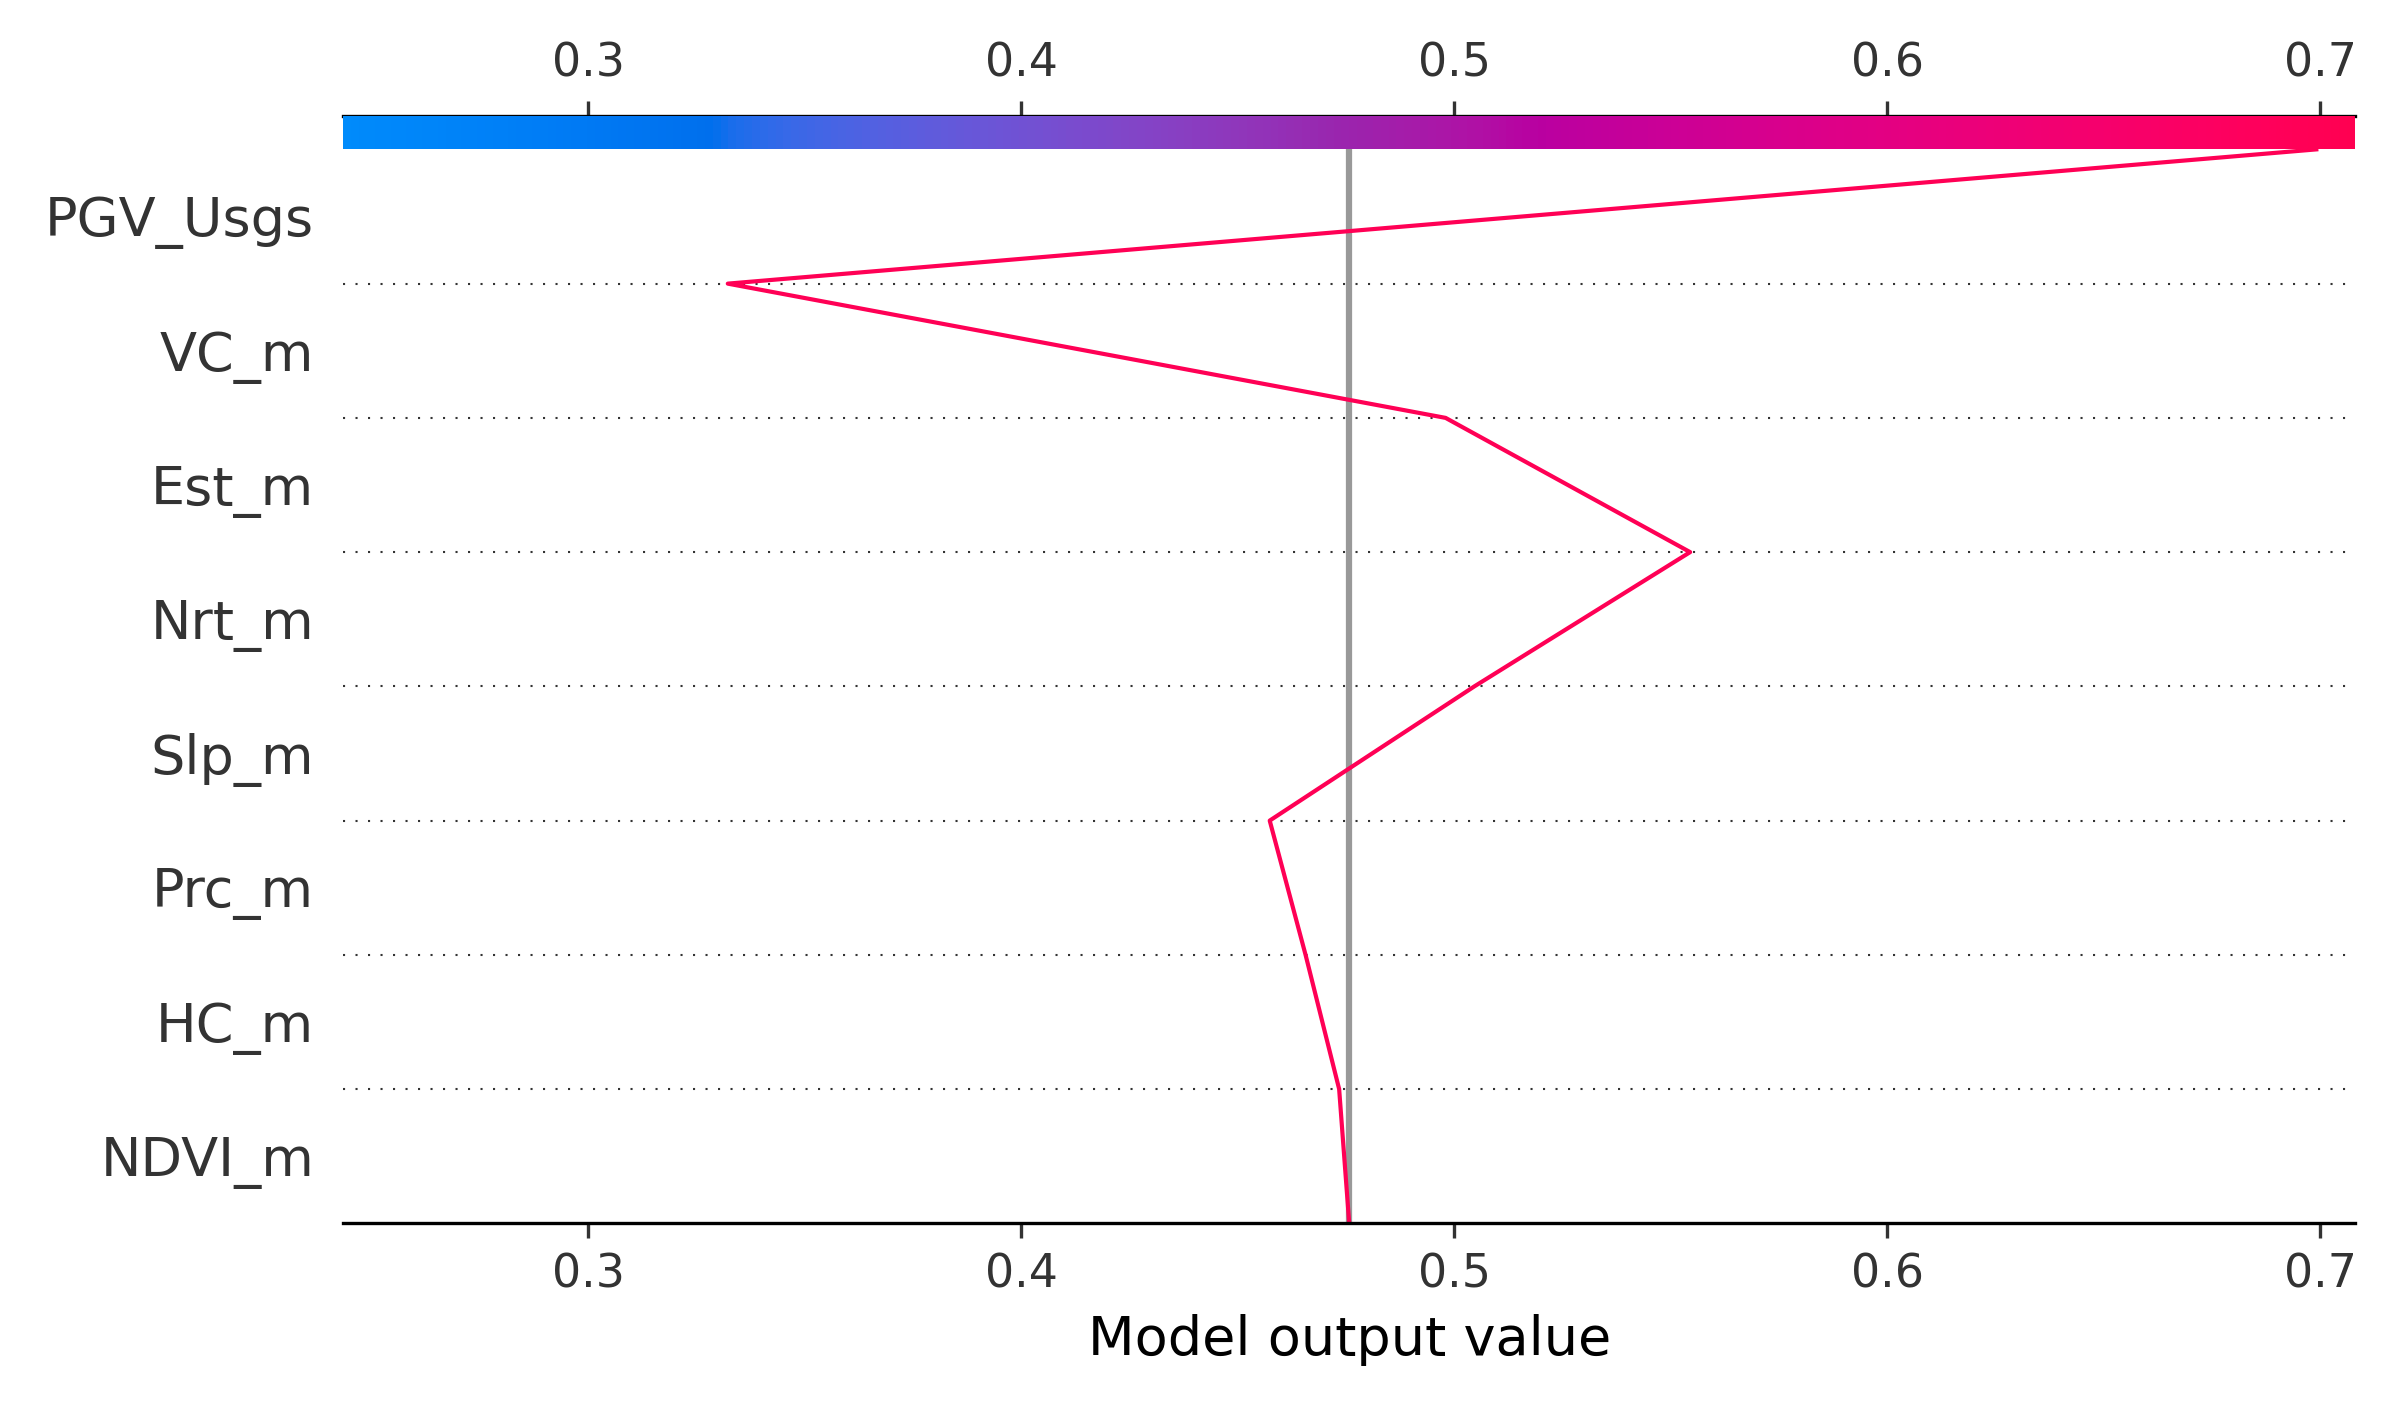 0.3 0.4 0.5 0.6 0.7
PGV_Usgs
VC_m
Est_m
Nrt_m
Slp_m
Prc_m
HC_m
NDVI_m
0.3 0.4 0.5 0.6 0.7
Model output value